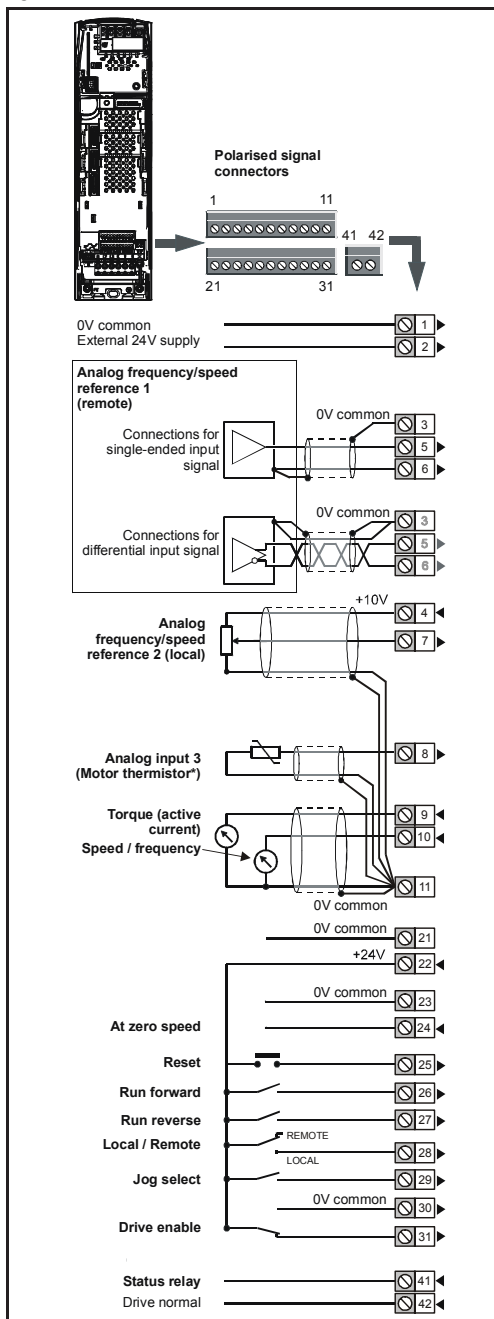 Polarised signal
connectors
1 11
41 42
21 31
0V common
External 24V supply
1
2
Analog frequency/speed
reference 1
(remote)
Connections for
single-ended input
signal
0V common
3
5
6
Connections for
differential input signal
0V common
3
5
6
Analog
frequency/speed
reference 2 (local)
+10V
4
7
Analog input 3
(Motor thermistor*)
8
Torque (active
current)
Speed / frequency
9
10
11
0V common
0V common
21
+24V
22
0V common
23
At zero speed
24
Reset
25
Run forward
26
Run reverse
27
Local / Remote
REMOTE
LOCAL
28
Jog select
29
0V common
30
Drive enable
31
Status relay
41
Drive normal
42